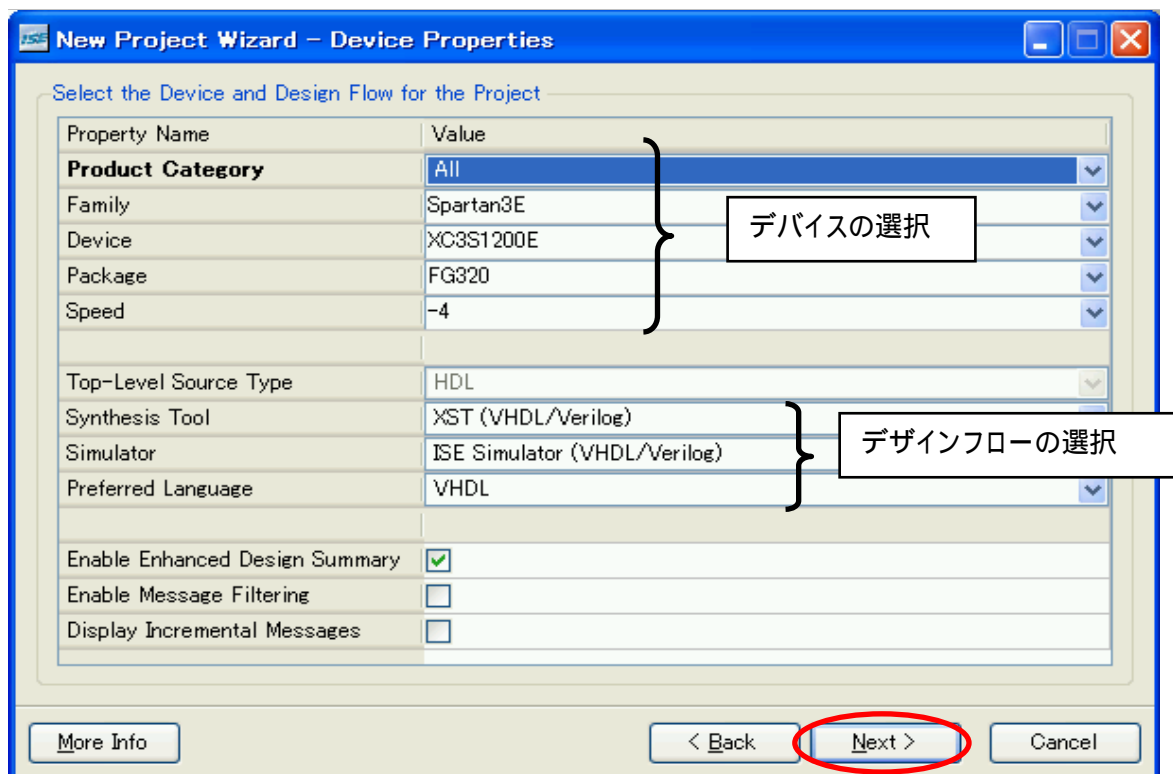 ISE New Project Wizard - Device Properties
Select the Device and Design Flow for the Project
Property Name Value
Product Category All
Family Spartan3E
デバイスの選択
Device XC3S1200E
Package FG320
Speed -4
Top-Level Source Type HDL
Synthesis Tool XST (VHDL/Verilog)
デザインフローの選択
Simulator ISE Simulator (VHDL/Verilog)
Preferred Language VHDL
Enable Enhanced Design Summary
Enable Message Filtering
Display Incremental Messages
More Info < Back Next > Cancel